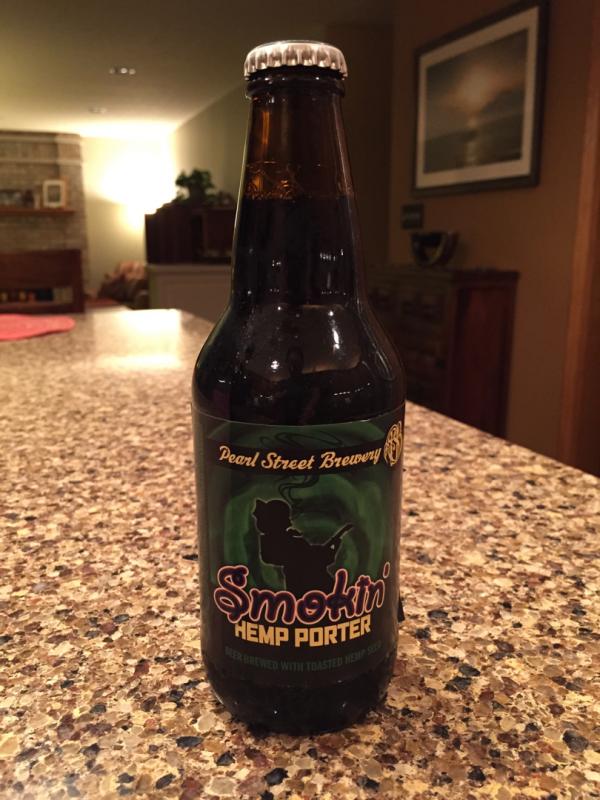 Pearl Street Brewery
Smokin'
HEMP PORTER
BEER BREWED WITH TOASTED HEMP SEED